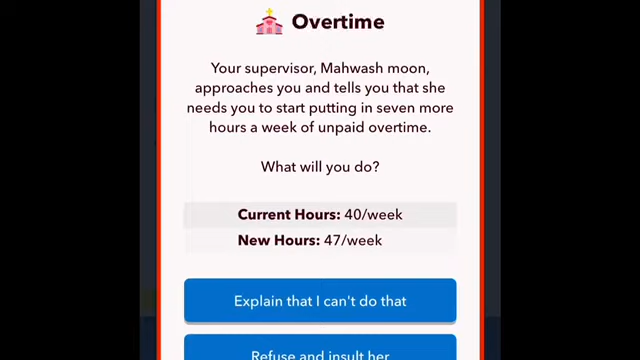 Overtime
Your supervisor, Mahwash moon,
approaches you and tells you that she
needs you to start putting in seven more
hours a week of unpaid overtime.
What will you do?
Current Hours: 40/week
New Hours: 47/week
Explain that I can't do that
Refuse and insult her